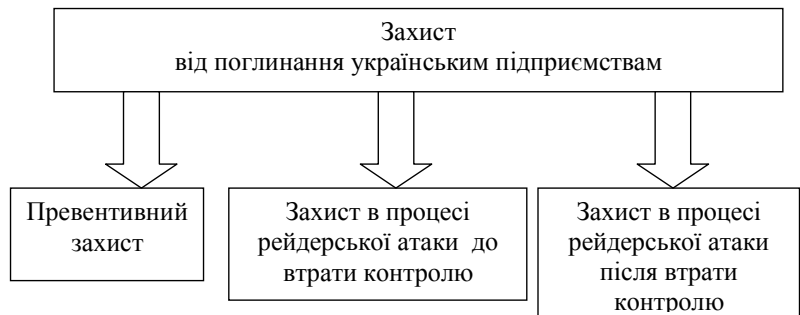 Захист
від поглинання українським підприємствам
Превентивний
захист
Захист в процесі
рейдерської атаки до
втрати контролю
Захист в процесі
рейдерської атаки
після втрати
контролю